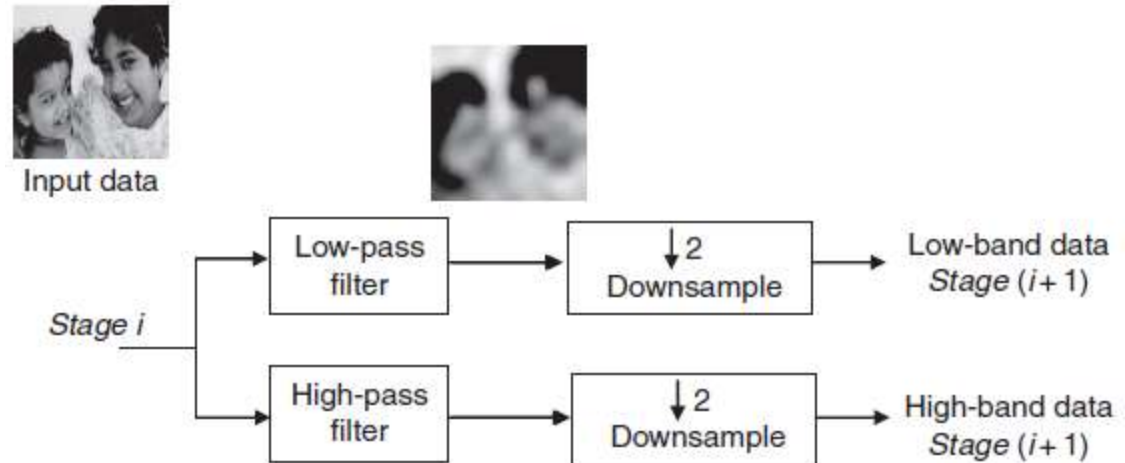 Input data
Low-pass
filter
↓2
Downsample
Low-band data
Stage (i + 1)
Stage i
High-pass
filter
↓2
Downsample
High-band data
Stage (i + 1)